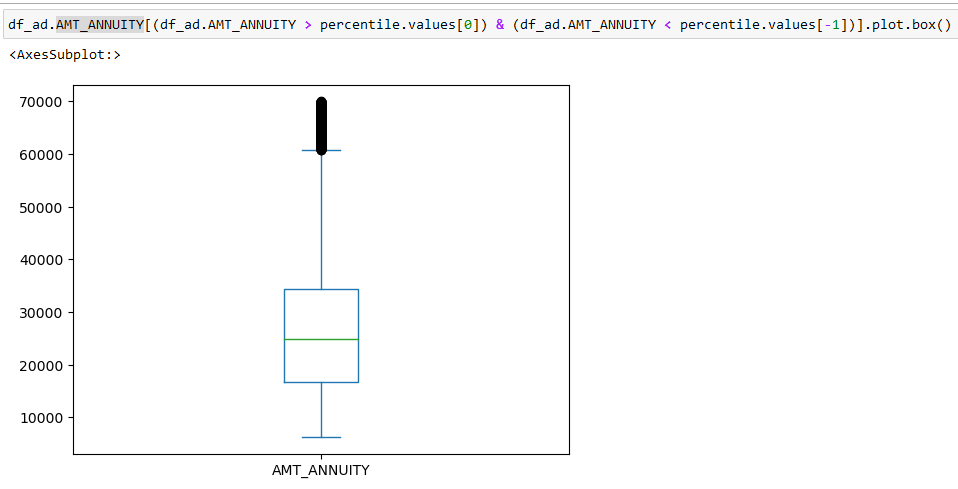 df_ad.AMT_ANNUITY[(df_ad.AMT_ANNUITY > percentile.values[0]) & (df_ad.AMT_ANNUITY < percentile.values[-1])].plot.box()
<AxesSubplot:>
70000
60000
50000
40000
30000
20000
10000
AMT_ANNUITY